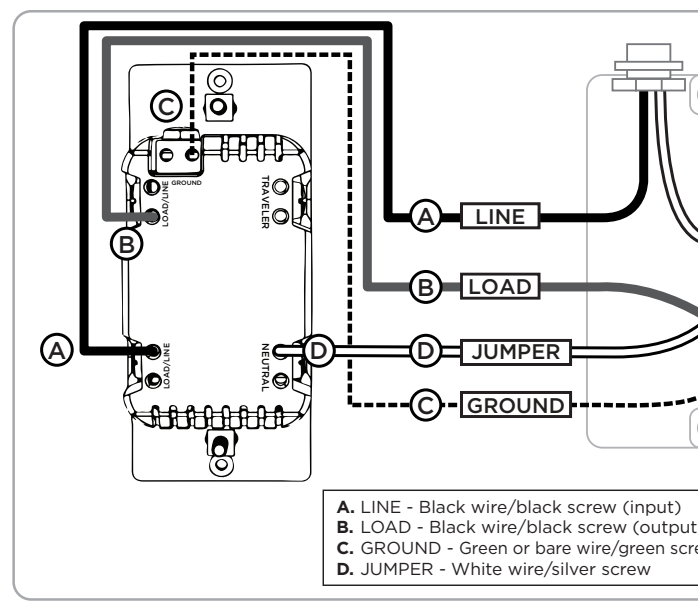 C
GROUND
LOAD/LINE
TRAVELER
B
A
LOAD/LINE
NEUTRAL
D
A LINE
B LOAD
D JUMPER
C GROUND
A. LINE - Black wire/black screw (input)
B. LOAD - Black wire/black screw (output
C. GROUND - Green or bare wire/green
D. JUMPER - White wire/silver screw